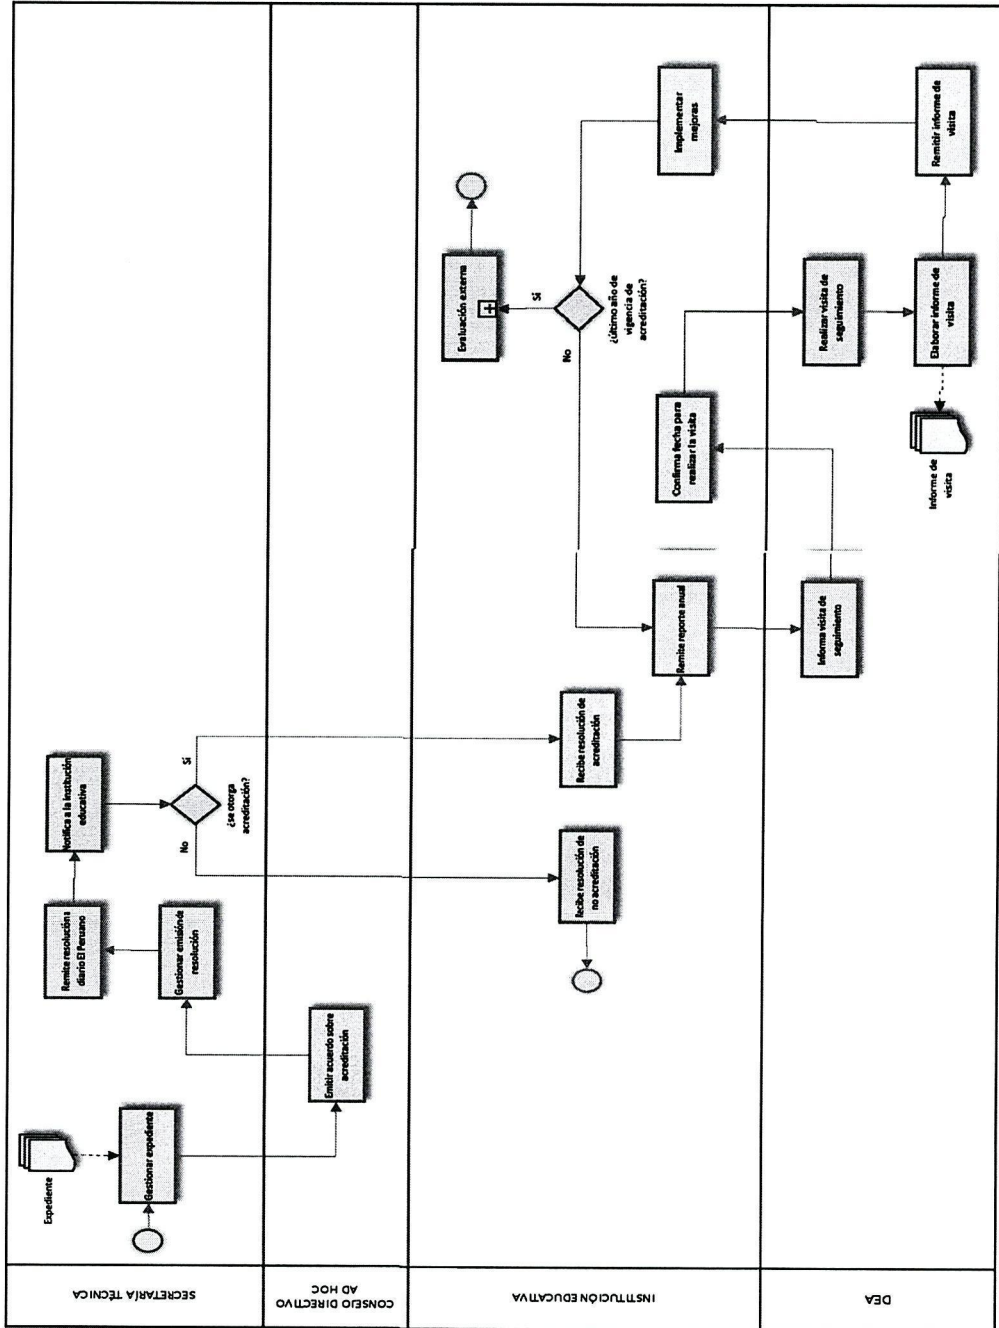 SECRETARÍA TÉCNICA
Expediente
Gestionar expediente
Gestionar emisión de
resolución
Remite resolución a
diario El Peruano
Notifica a la institución
educativa
¿se otorga
acreditación?
No
Sí
CONSEJO DIRECTIVO
AD HOC
Emitir acuerdo sobre
acreditación
INSTITUCIÓN EDUCATIVA
Recibe resolución de
no acreditación
Recibe resolución de
acreditación
Remite reporte anual
Confirma fecha para
realizar la visita
No
Sí
¿último año de
vigencia de
acreditación?
Evaluación externa
Implementar
mejoras
DEA
Informa visita de
seguimiento
Realizar visita de
seguimiento
Informe de
visita
Elaborar informe de
visita
Remitir informe de
visita